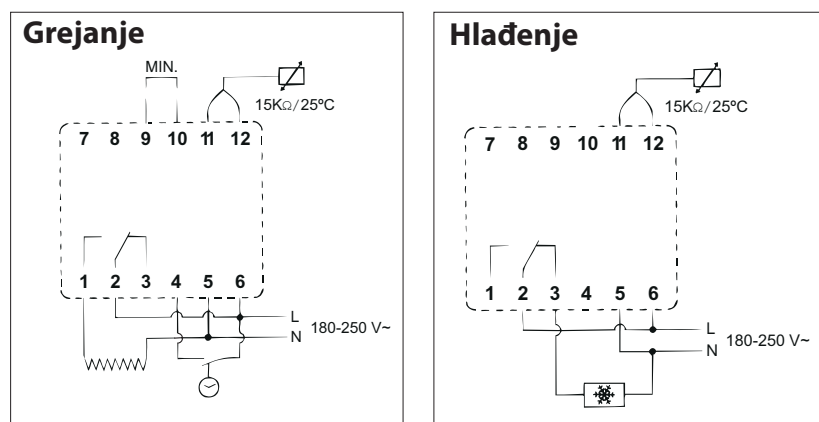 Grejanje
MIN.
15KΩ/25ºC
7 8 9 10 11 12
1 2 3 4 5 6
L
N
180-250 V~
Hlađenje
15KΩ/25ºC
7 8 9 10 11 12
1 2 3 4 5 6
L
N
180-250 V~